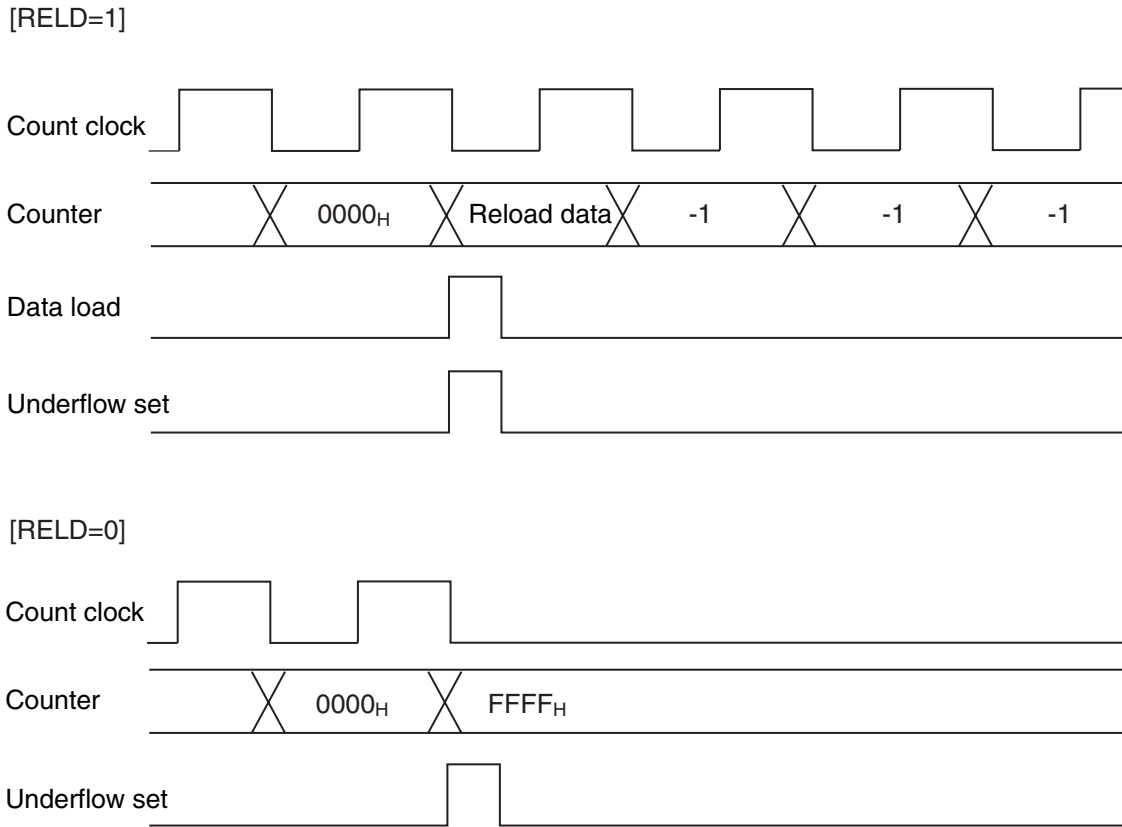 [RELD=1]
Count clock
Counter 0000H Reload data -1 -1 -1
Data load
Underflow set
[RELD=0]
Count clock
Counter 0000H FFFFH
Underflow set